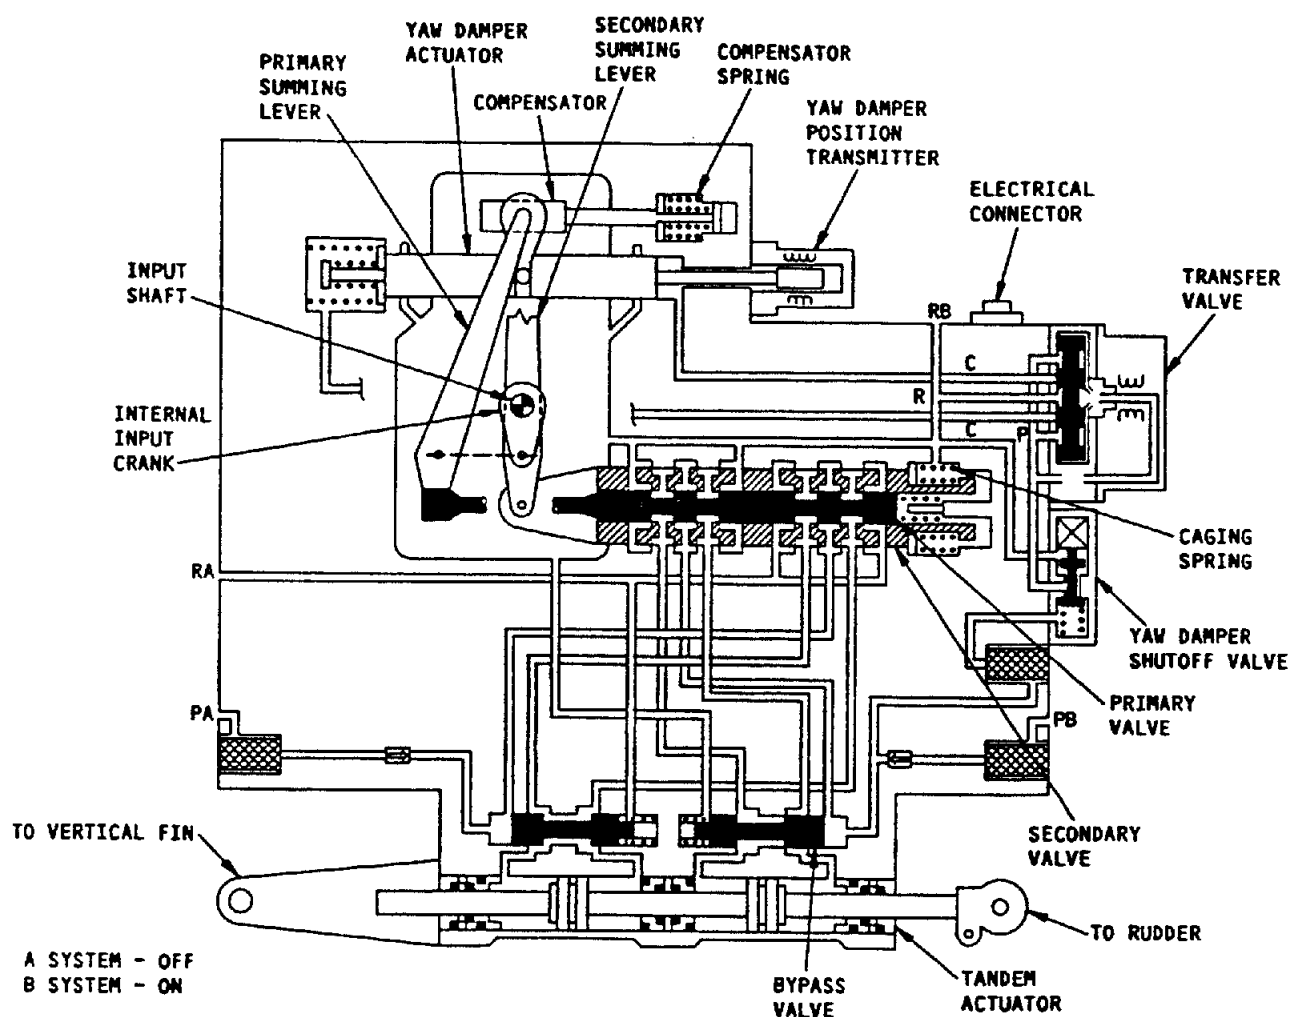 SECONDARY
SUMMING
LEVER
YAW DAMPER
ACTUATOR
COMPENSATOR
SPRING
PRIMARY
SUMMING
LEVER
COMPENSATOR
YAW DAMPER
POSITION
TRANSMITTER
ELECTRICAL
CONNECTOR
INPUT
SHAFT
TRANSFER
VALVE
RB
C
R
C
P
INTERNAL
INPUT
CRANK
CAGING
SPRING
RA
YAW DAMPER
SHUTOFF VALVE
PRIMARY
VALVE
PA
PB
SECONDARY
VALVE
TO VERTICAL FIN
TO RUDDER
A SYSTEM - OFF
B SYSTEM - ON
BYPASS
VALVE
TANDEM
ACTUATOR